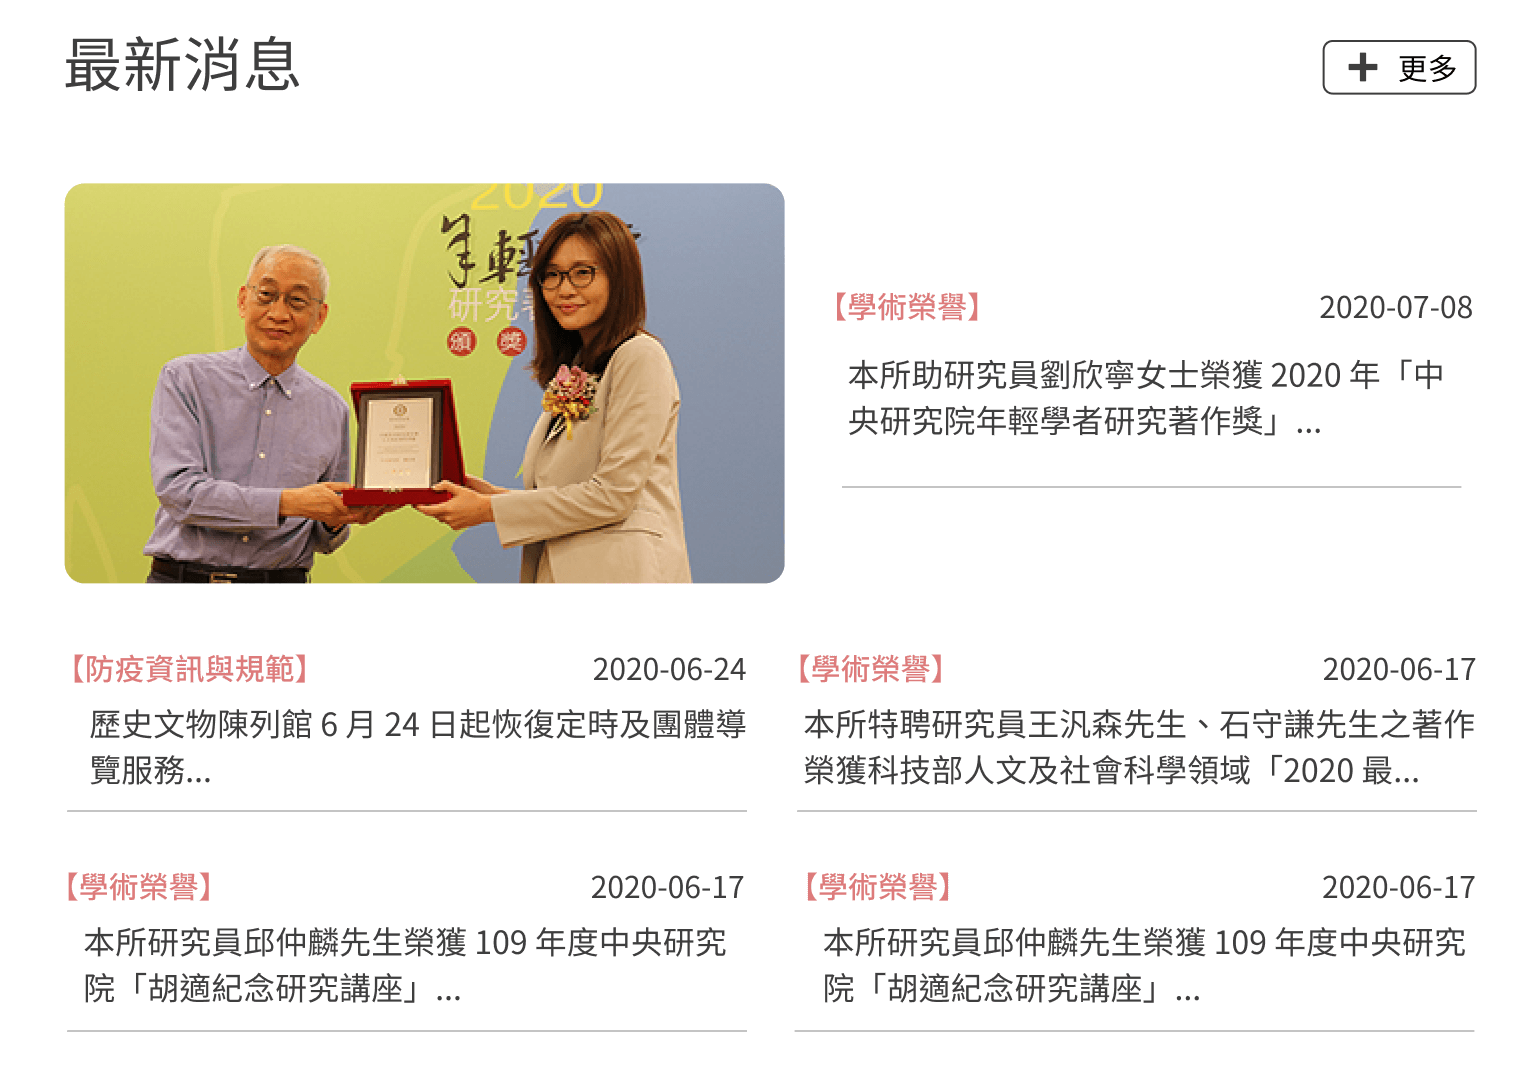 最新消息
更多
2020
年輕
研究
頒獎
【學術榮譽】 2020-07-08
本所助研究員劉欣寧女士榮獲 2020 年「中
央研究院年輕學者研究著作獎」...
【防疫資訊與規範】 2020-06-24
歷史文物陳列館 6 月 24 日起恢復定時及團體導
覽服務...
【學術榮譽】 2020-06-17
本所特聘研究員王汎森先生、石守謙先生之著作
榮獲科技部人文及社會科學領域「2020 最...
【學術榮譽】 2020-06-17
本所研究員邱仲麟先生榮獲 109 年度中央研究
院「胡適紀念研究講座」...
【學術榮譽】 2020-06-17
本所研究員邱仲麟先生榮獲 109 年度中央研究
院「胡適紀念研究講座」...